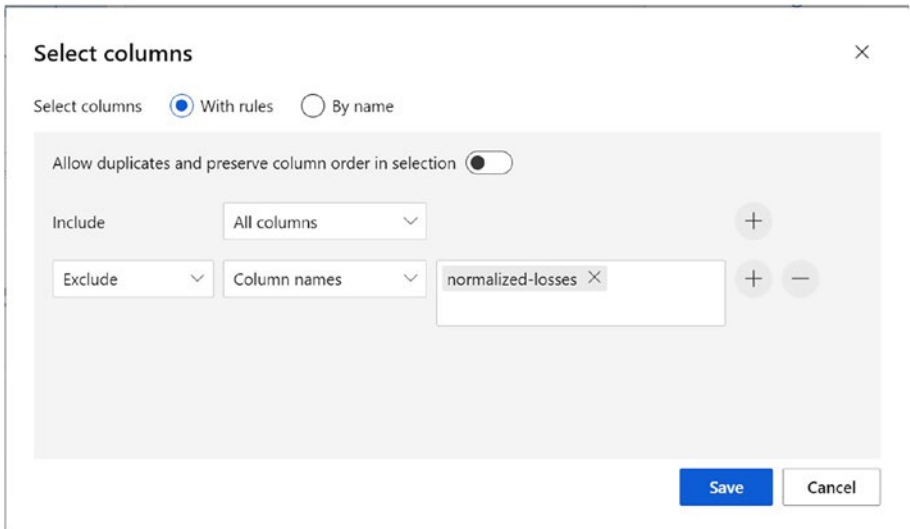 Select columns
Select columns With rules By name
Allow duplicates and preserve column order in selection
Include All columns
Exclude Column names normalized-losses
Save Cancel